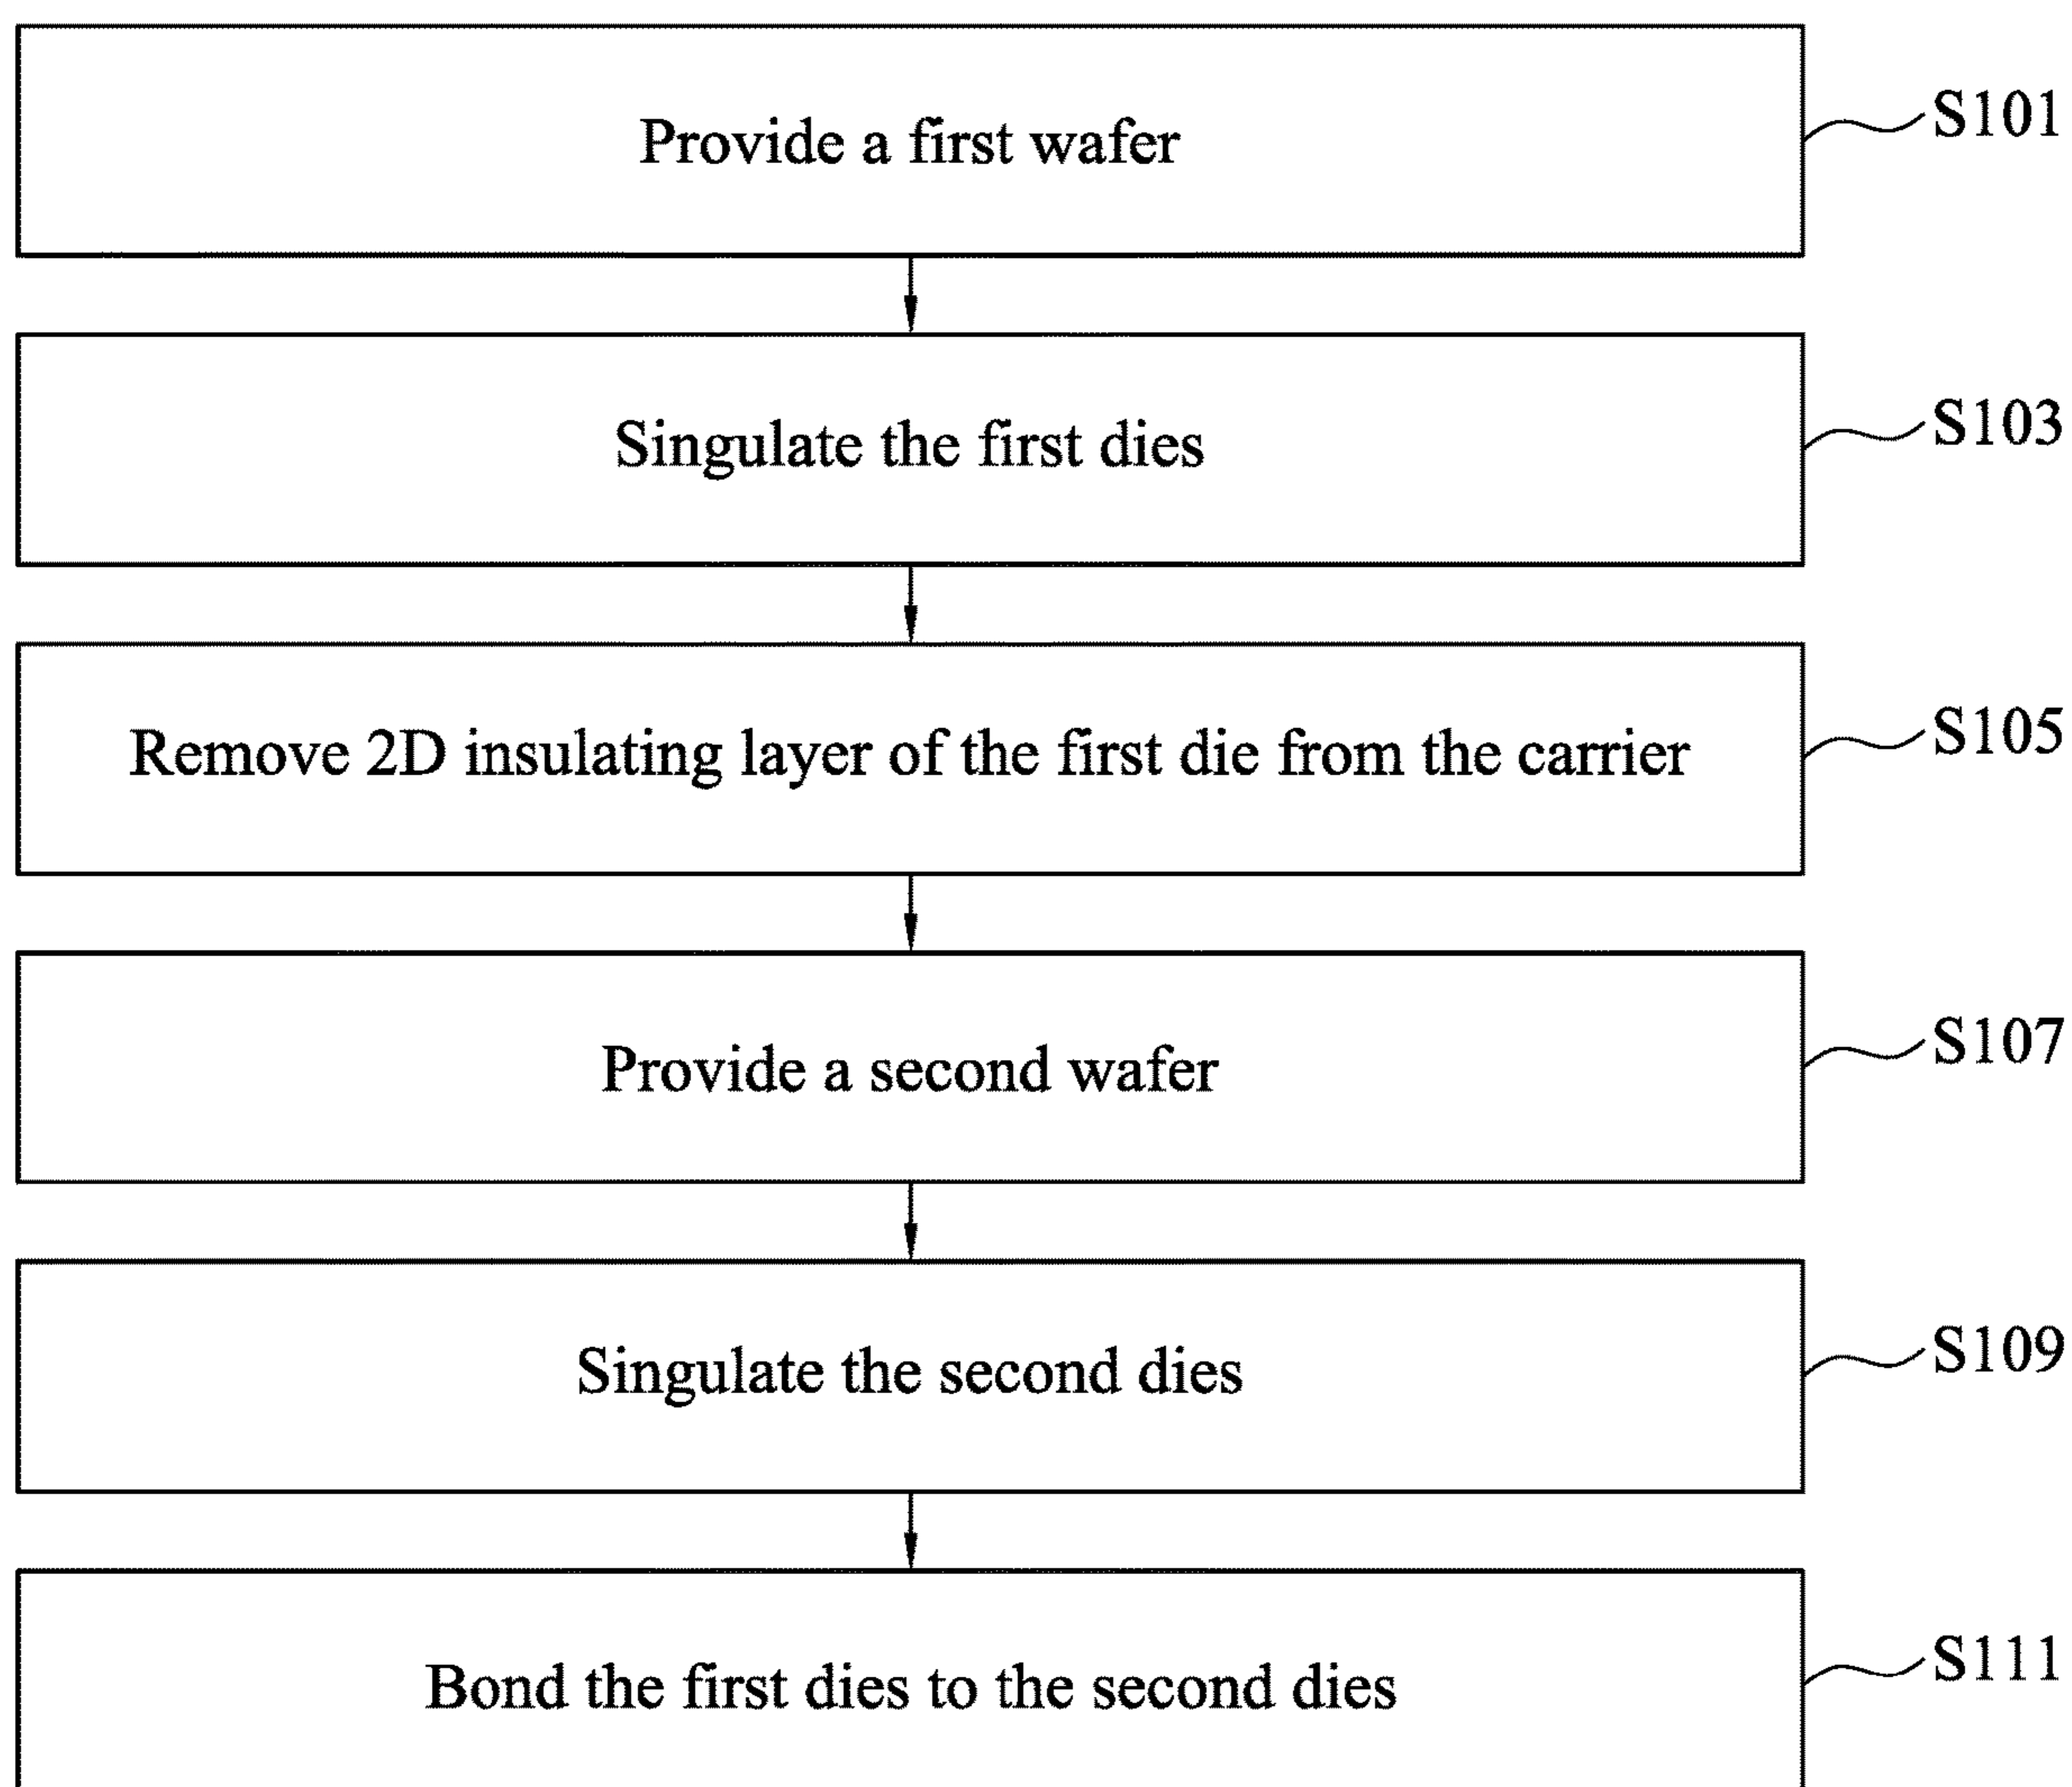 Provide a first wafer
S101
Singulate the first dies
S103
Remove 2D insulating layer of the first die from the carrier
S105
Provide a second wafer
S107
Singulate the second dies
S109
Bond the first dies to the second dies
S111